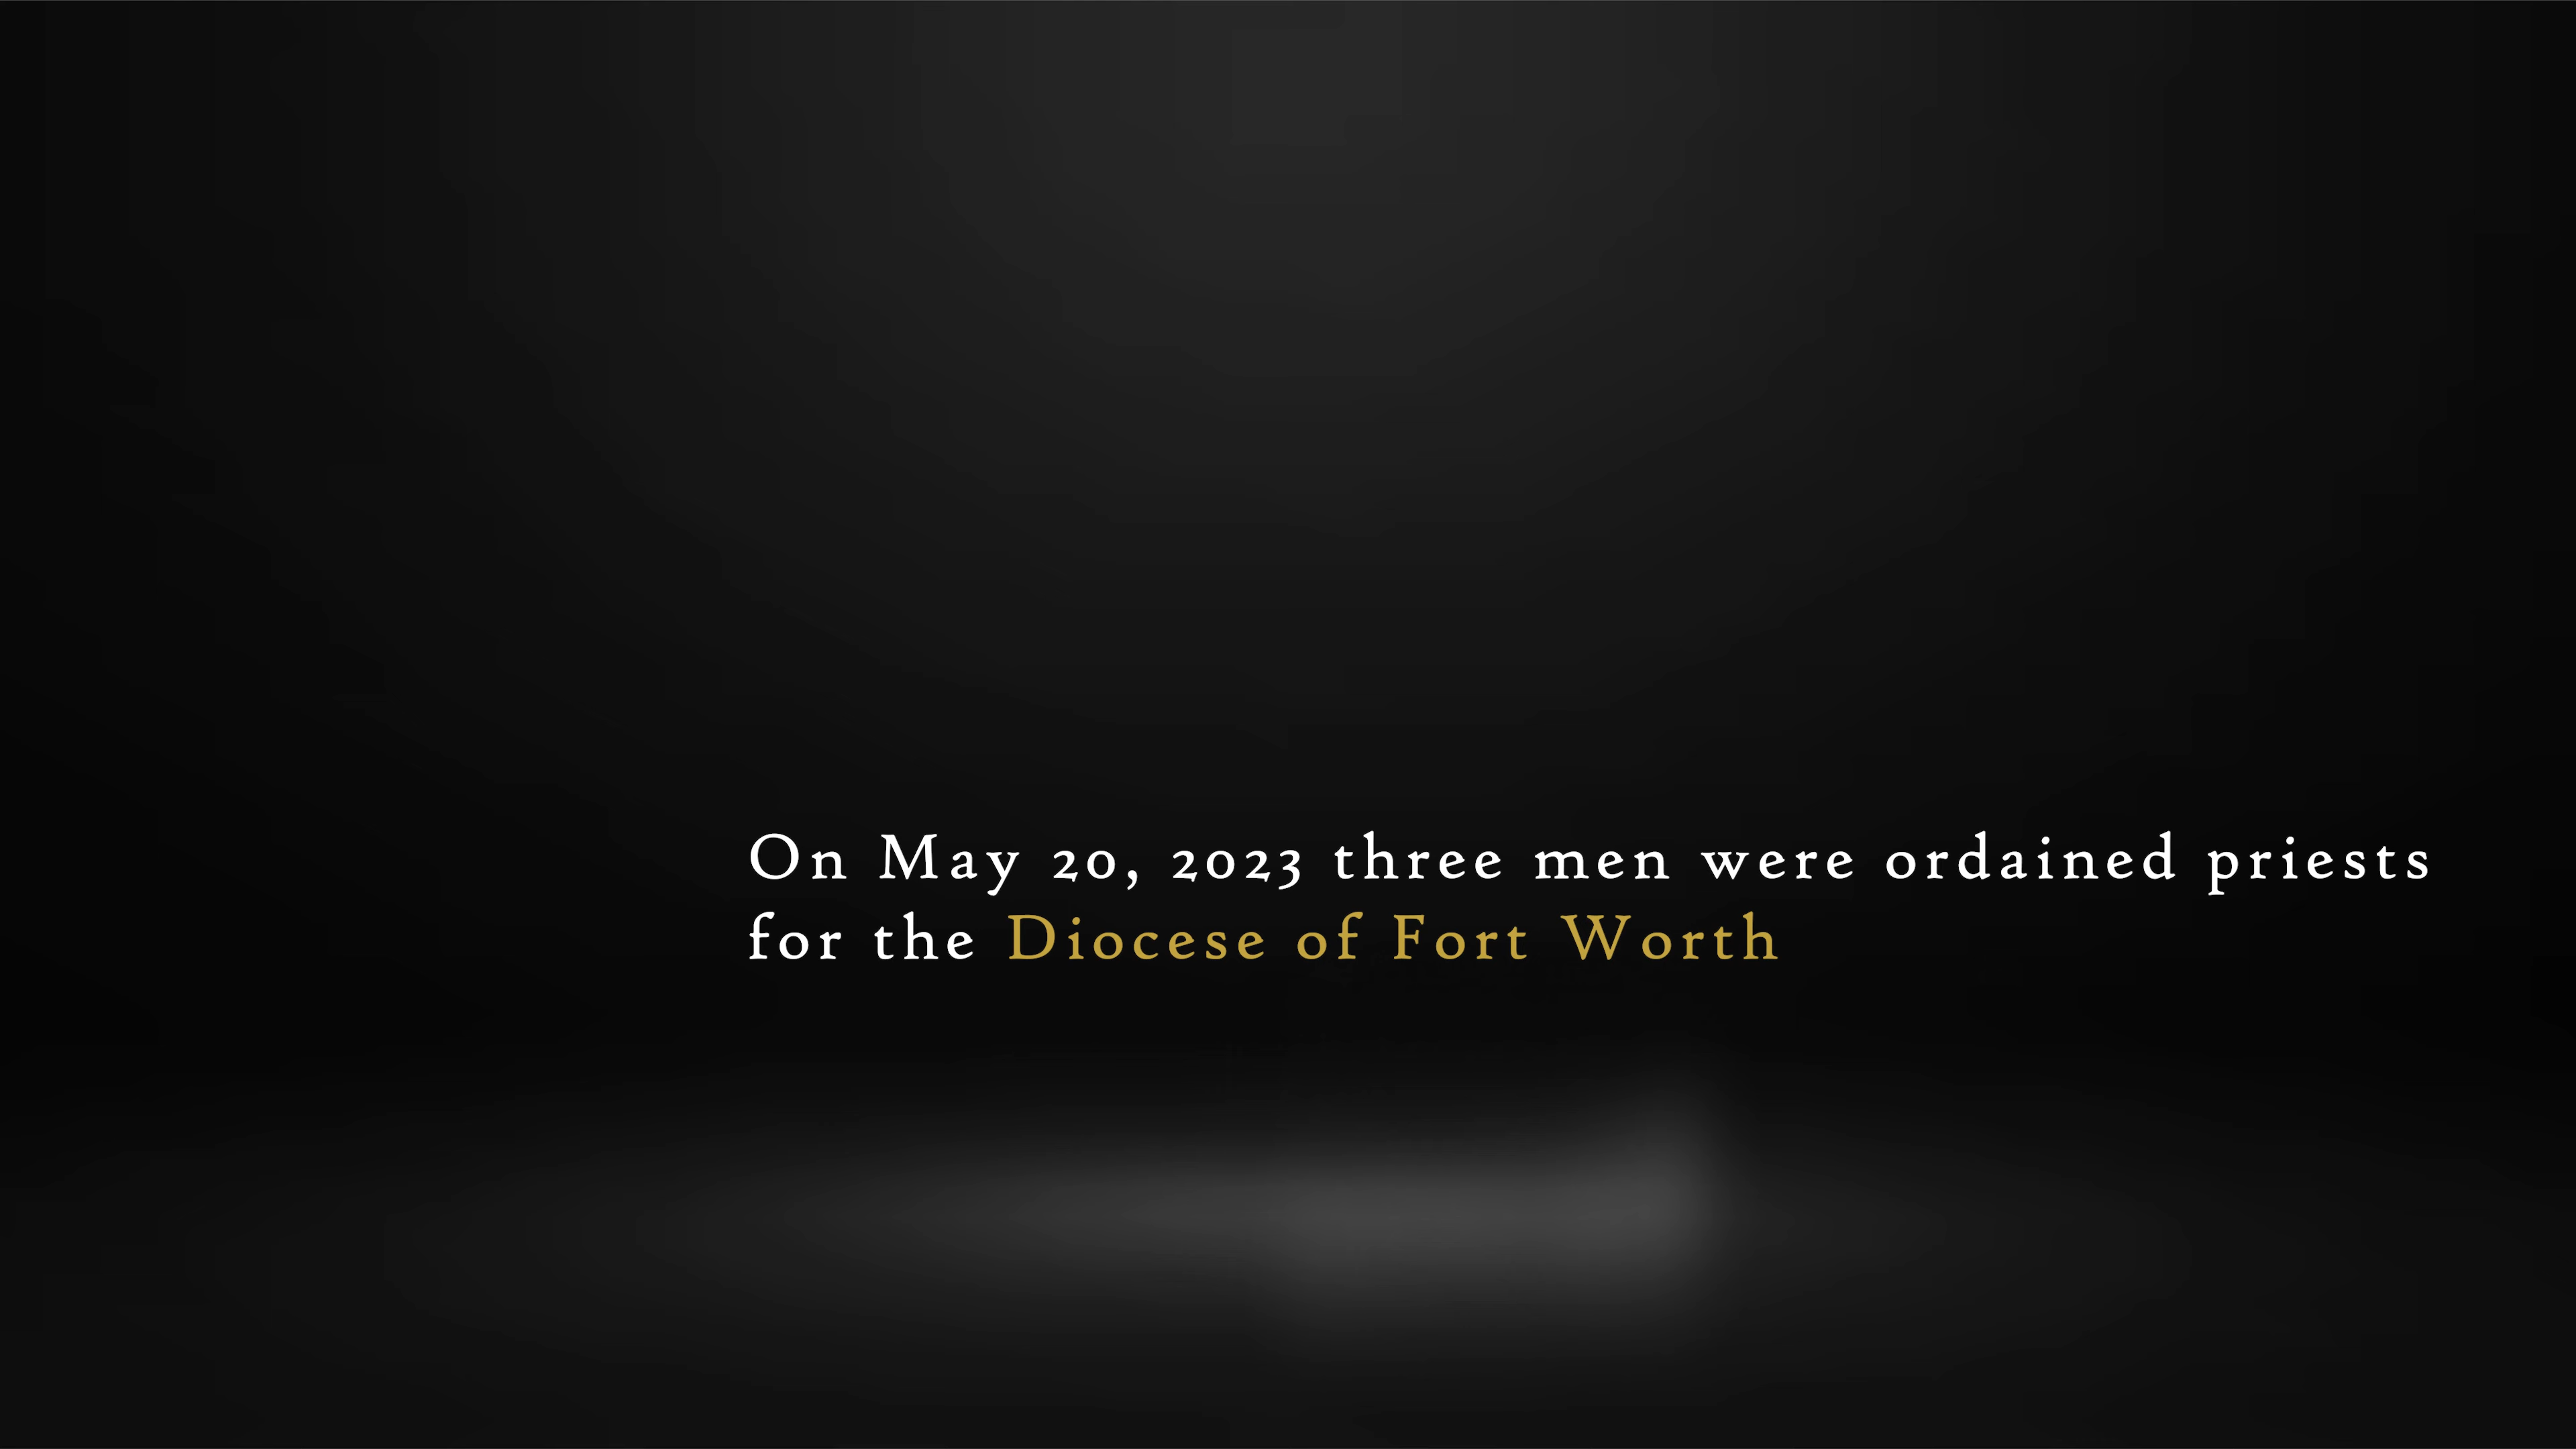 On May 20, 2023 three men were ordained priests
for the Diocese of Fort Worth